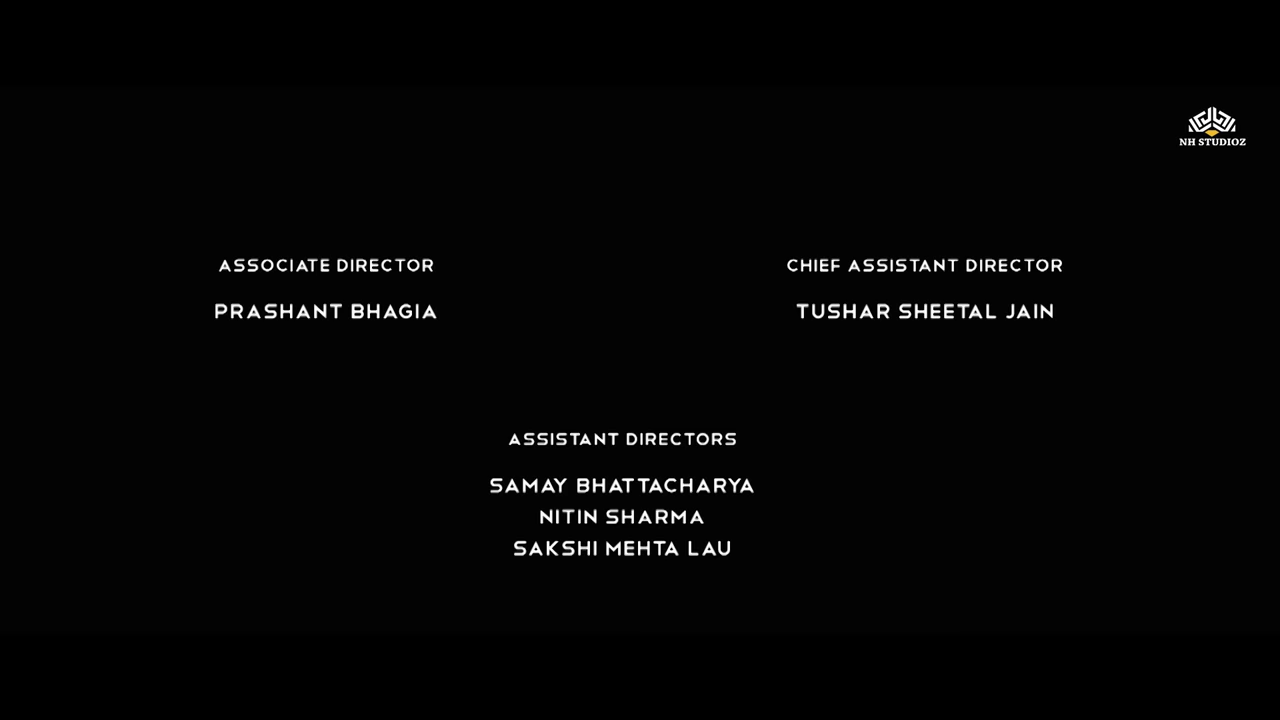 NH STUDIOZ
ASSOCIATE DIRECTOR
PRASHANT BHAGIA
CHIEF ASSISTANT DIRECTOR
TUSHAR SHEETAL JAIN
ASSISTANT DIRECTORS
SAMAY BHATTACHARYA
NITIN SHARMA
SAKSHI MEHTA LAU